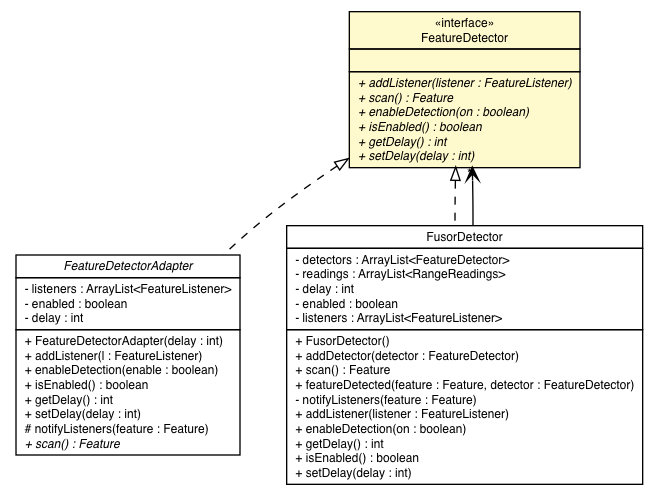 «interface»
FeatureDetector
+ addListener(listener : FeatureListener)
+ scan() : Feature
+ enableDetection(on : boolean)
+ isEnabled() : boolean
+ getDelay() : int
+ setDelay(delay : int)
FeatureDetectorAdapter
- listeners : ArrayList<FeatureListener>
- enabled : boolean
- delay : int
+ FeatureDetectorAdapter(delay : int)
+ addListener(l : FeatureListener)
+ enableDetection(enable : boolean)
+ isEnabled() : boolean
+ getDelay() : int
+ setDelay(delay : int)
# notifyListeners(feature : Feature)
+ scan() : Feature
FusorDetector
- detectors : ArrayList<FeatureDetector>
- readings : ArrayList<RangeReadings>
- delay : int
- enabled : boolean
- listeners : ArrayList<FeatureListener>
+ FusorDetector()
+ addDetector(detector : FeatureDetector)
+ scan() : Feature
+ featureDetected(feature : Feature, detector : FeatureDetector)
- notifyListeners(feature : Feature)
+ addListener(listener : FeatureListener)
+ enableDetection(on : boolean)
+ getDelay() : int
+ isEnabled() : boolean
+ setDelay(delay : int)